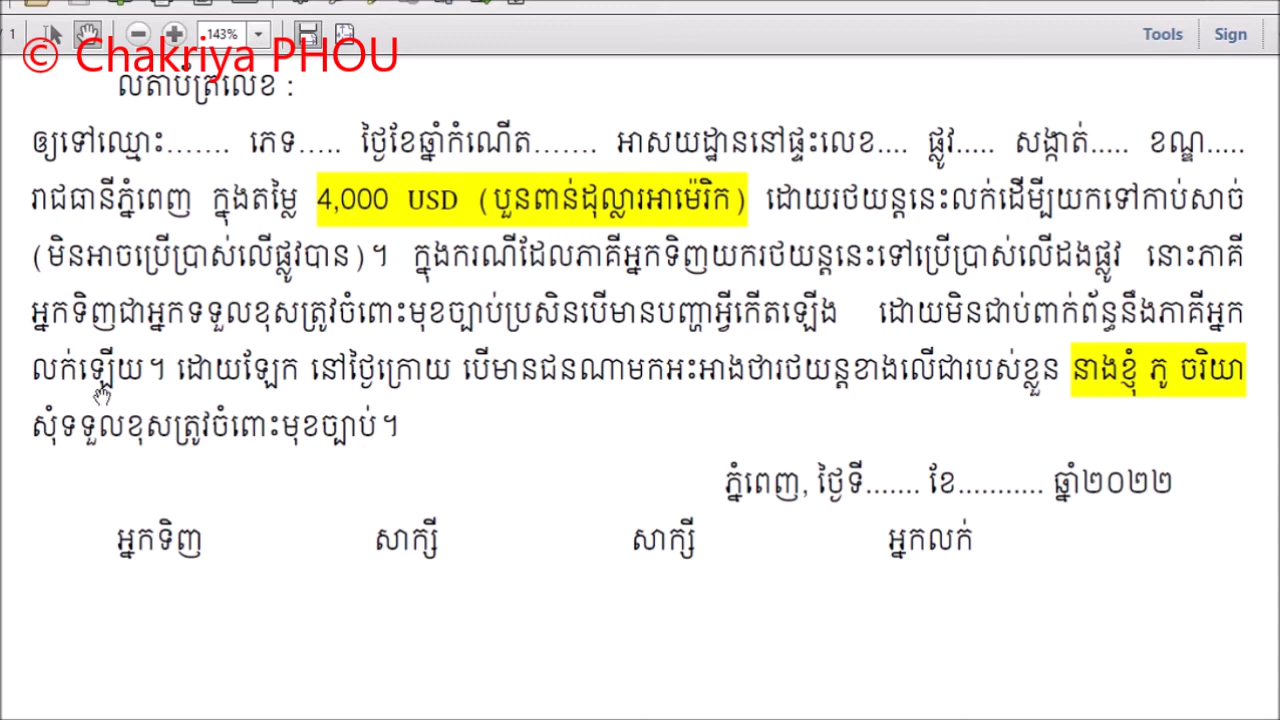 / 1 143% Tools Sign
© Chakriya PHOU
លតាប័ត្រលេខ :
ឲ្យទៅឈ្មោះ....... ភេទ..... ថ្ងៃខែឆ្នាំកំណើត....... អាសយដ្ឋាននៅផ្ទះលេខ.... ផ្លូវ..... សង្កាត់..... ខណ្ឌ.....
រាជធានីភ្នំពេញ ក្នុងតម្លៃ 4,000 USD (បួនពាន់ដុល្លារអាម៉េរិក) ដោយរថយន្តនេះលក់ដើម្បីយកទៅកាប់សាច់
(មិនអាចប្រើប្រាស់លើផ្លូវបាន)។ ក្នុងករណីដែលភាគីអ្នកទិញយករថយន្តនេះទៅប្រើប្រាស់លើដងផ្លូវ នោះភាគី
អ្នកទិញជាអ្នកទទួលខុសត្រូវចំពោះមុខច្បាប់ប្រសិនបើមានបញ្ហាអ្វីកើតឡើង ដោយមិនជាប់ពាក់ព័ន្ធនឹងភាគីអ្នក
លក់ឡើយ។ ដោយឡែក នៅថ្ងៃក្រោយ បើមានជនណាមកអះអាងថារថយន្តខាងលើជារបស់ខ្លួន នាងខ្ញុំ ភូ ចរិយា
សុំទទួលខុសត្រូវចំពោះមុខច្បាប់។
ភ្នំពេញ, ថ្ងៃទី....... ខែ........... ឆ្នាំ២០២២
អ្នកទិញ សាក្សី សាក្សី អ្នកលក់